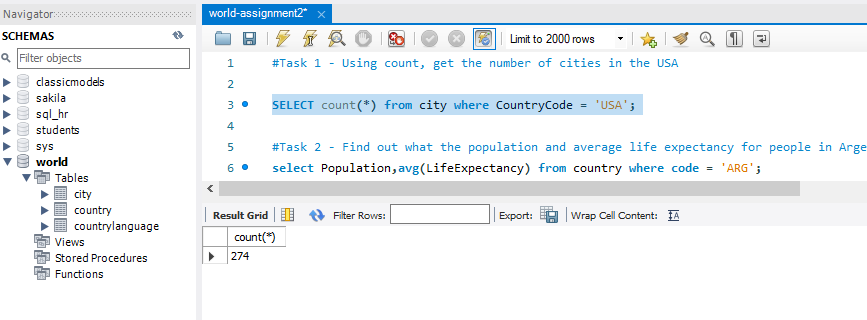 Navigator
SCHEMAS
Filter objects
classicmodels
sakila
sql_hr
students
sys
world
Tables
city
country
countrylanguage
Views
Stored Procedures
Functions
world-assignment2*
Limit to 2000 rows
1 #Task 1 - Using count, get the number of cities in the USA
2
3 SELECT count(*) from city where CountryCode = 'USA';
4
5 #Task 2 - Find out what the population and average life expectancy for people in Arge
6 select Population,avg(LifeExpectancy) from country where code = 'ARG';
Result Grid Filter Rows: Export: Wrap Cell Content:
count(*)
274